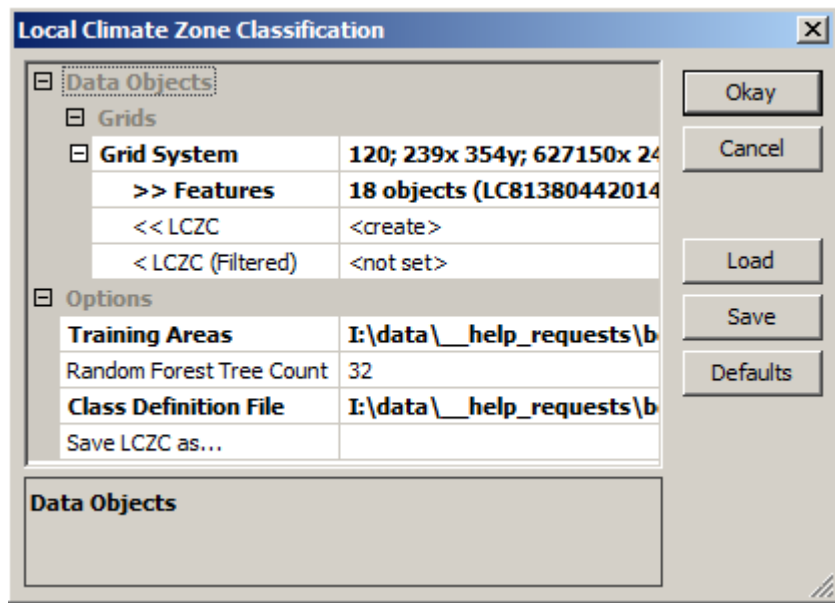 Local Climate Zone Classification
Data Objects
Grids
Grid System 120; 239x 354y; 627150x 24
>> Features 18 objects (LC81380442014
<< LCZC <create>
< LCZC (Filtered) <not set>
Options
Training Areas I:\data\__help_requests\b
Random Forest Tree Count 32
Class Definition File I:\data\__help_requests\b
Save LCZC as...
Okay
Cancel
Load
Save
Defaults
Data Objects